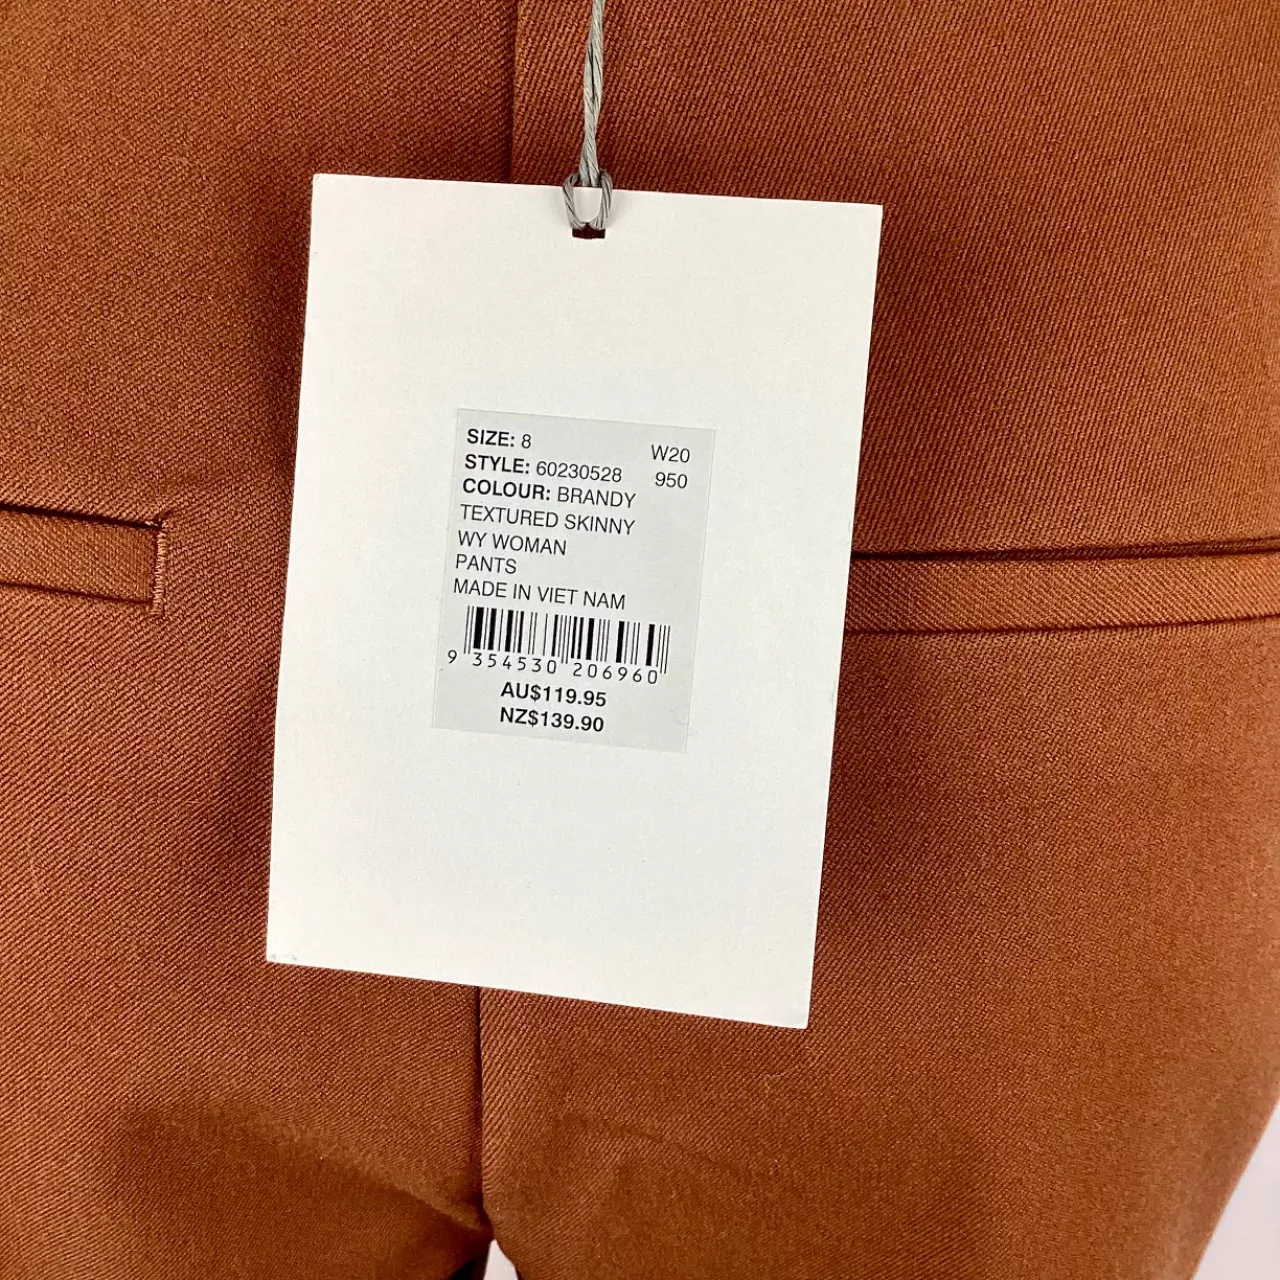 SIZE: 8 W20
STYLE: 60230528 950
COLOUR: BRANDY
TEXTURED SKINNY
WY WOMAN
PANTS
MADE IN VIET NAM
9 354530 206960
AU$119.95
NZ$139.90